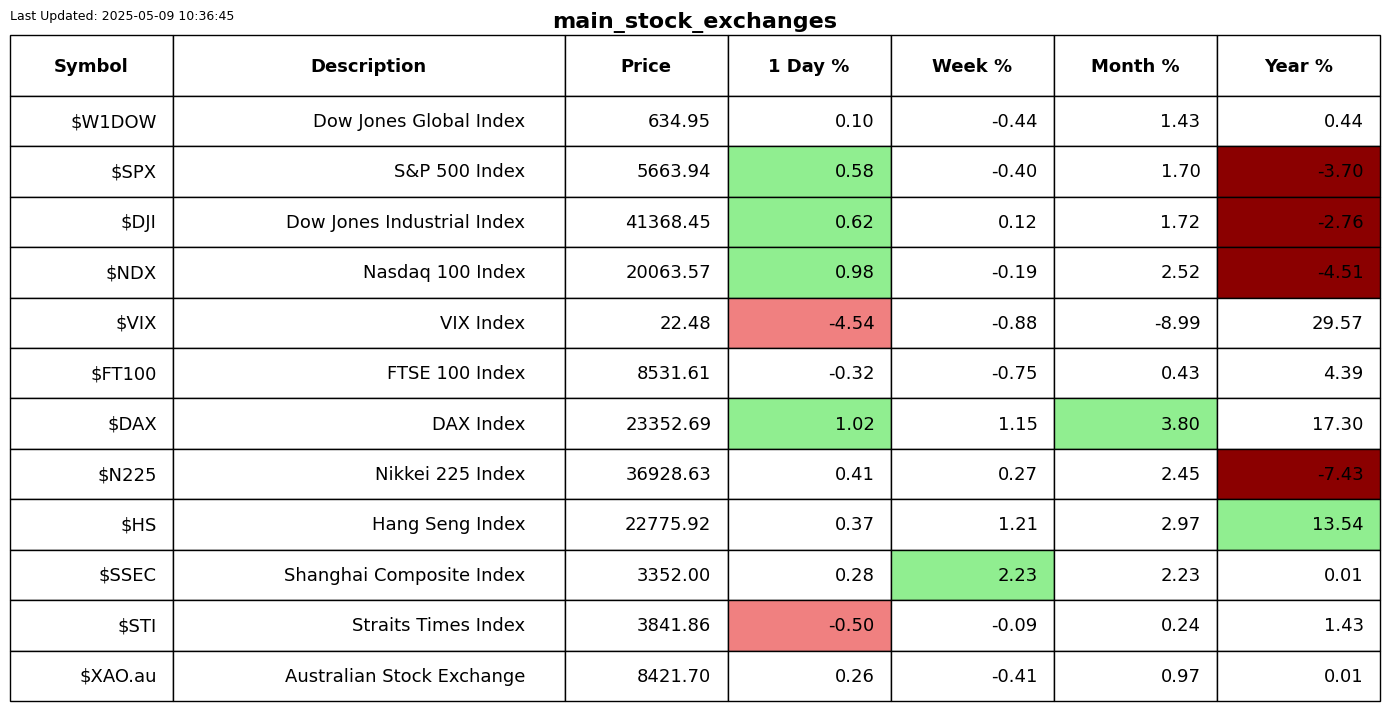 Last Updated: 2025-05-09 10:36:45
main_stock_exchanges
Symbol Description Price 1 Day % Week % Month % Year %
$W1DOW Dow Jones Global Index 634.95 0.10 -0.44 1.43 0.44
$SPX S&P 500 Index 5663.94 0.58 -0.40 1.70 -3.70
$DJI Dow Jones Industrial Index 41368.45 0.62 0.12 1.72 -2.76
$NDX Nasdaq 100 Index 20063.57 0.98 -0.19 2.52 -4.51
$VIX VIX Index 22.48 -4.54 -0.88 -8.99 29.57
$FT100 FTSE 100 Index 8531.61 -0.32 -0.75 0.43 4.39
$DAX DAX Index 23352.69 1.02 1.15 3.80 17.30
$N225 Nikkei 225 Index 36928.63 0.41 0.27 2.45 -7.43
$HS Hang Seng Index 22775.92 0.37 1.21 2.97 13.54
$SSEC Shanghai Composite Index 3352.00 0.28 2.23 2.23 0.01
$STI Straits Times Index 3841.86 -0.50 -0.09 0.24 1.43
$XAO.au Australian Stock Exchange 8421.70 0.26 -0.41 0.97 0.01